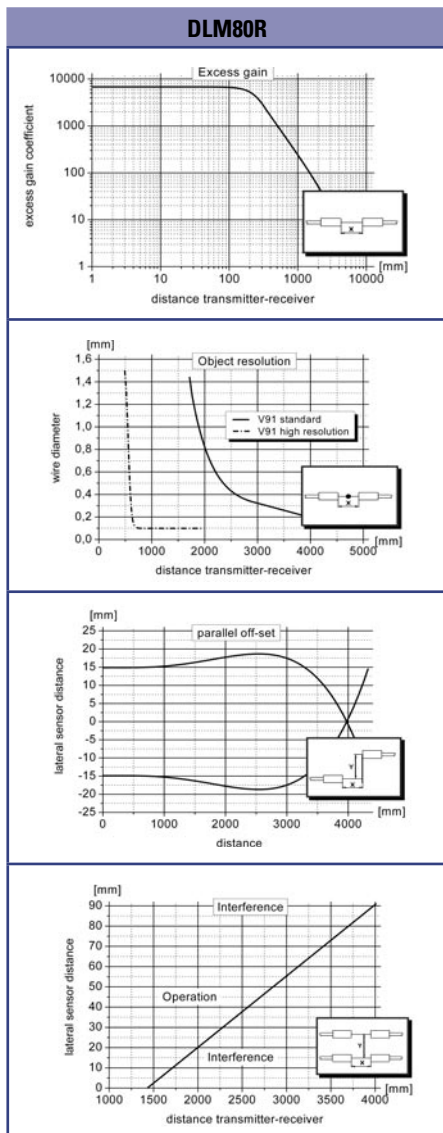 DLM80R
Excess gain
excess gain coefficient
10000
1000
100
10
1
1 10 100 1000 10000
[mm]
X
distance transmitter-receiver
[mm]
Object resolution
wire diameter
1,6
1,4
1,2
1,0
0,8
0,6
0,4
0,2
0,0
V91 standard
V91 high resolution
X
0 1000 2000 3000 4000 5000
[mm]
distance transmitter-receiver
[mm]
parallel off-set
lateral sensor distance
25
20
15
10
5
0
-5
-10
-15
-20
-25
Y
X
0 1000 2000 3000 4000
[mm]
distance
[mm]
Interference
lateral sensor distance
90
80
70
60
50
40
30
20
10
0
Operation
Interference
Y
X
1000 1500 2000 2500 3000 3500 4000
[mm]
distance transmitter-receiver